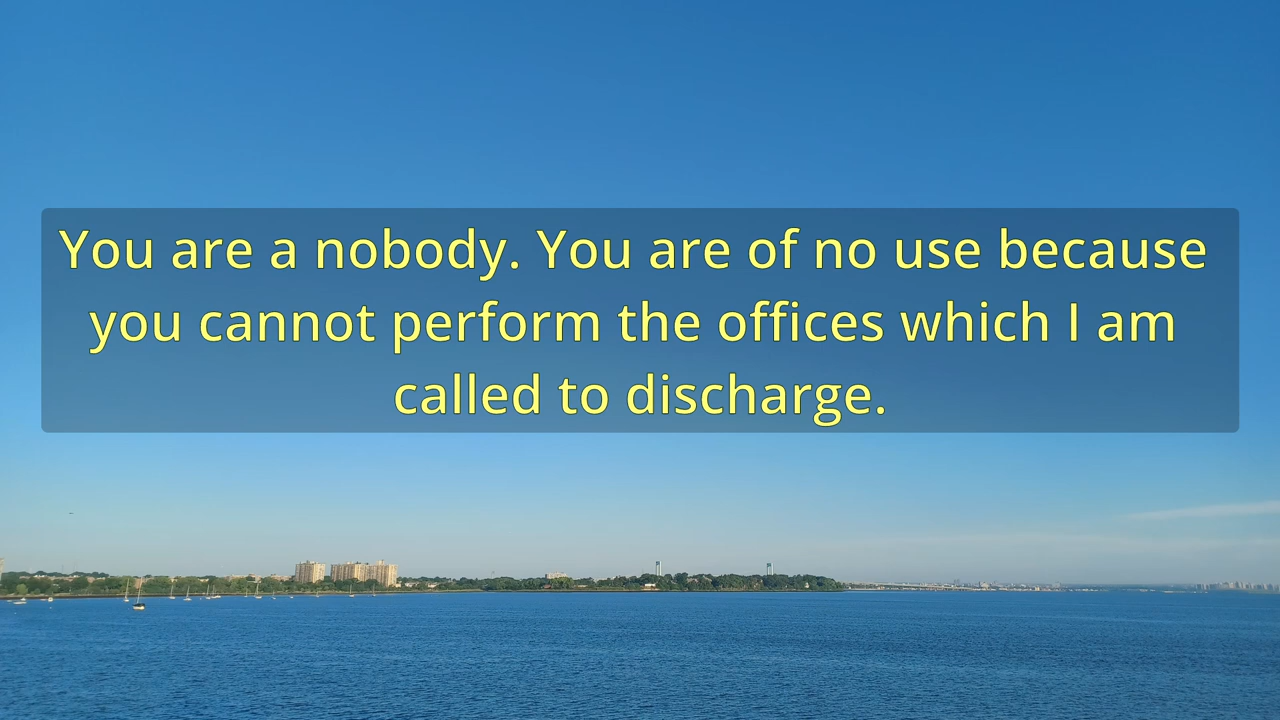 You are a nobody. You are of no use because
you cannot perform the offices which I am
called to discharge.